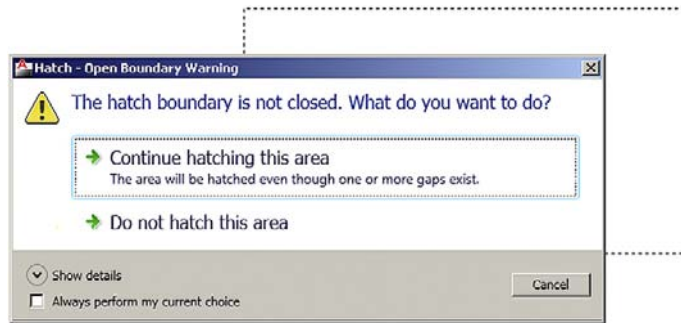 Hatch - Open Boundary Warning
The hatch boundary is not closed. What do you want to do?
Continue hatching this area
The area will be hatched even though one or more gaps exist.
Do not hatch this area
Show details
Cancel
Always perform my current choice